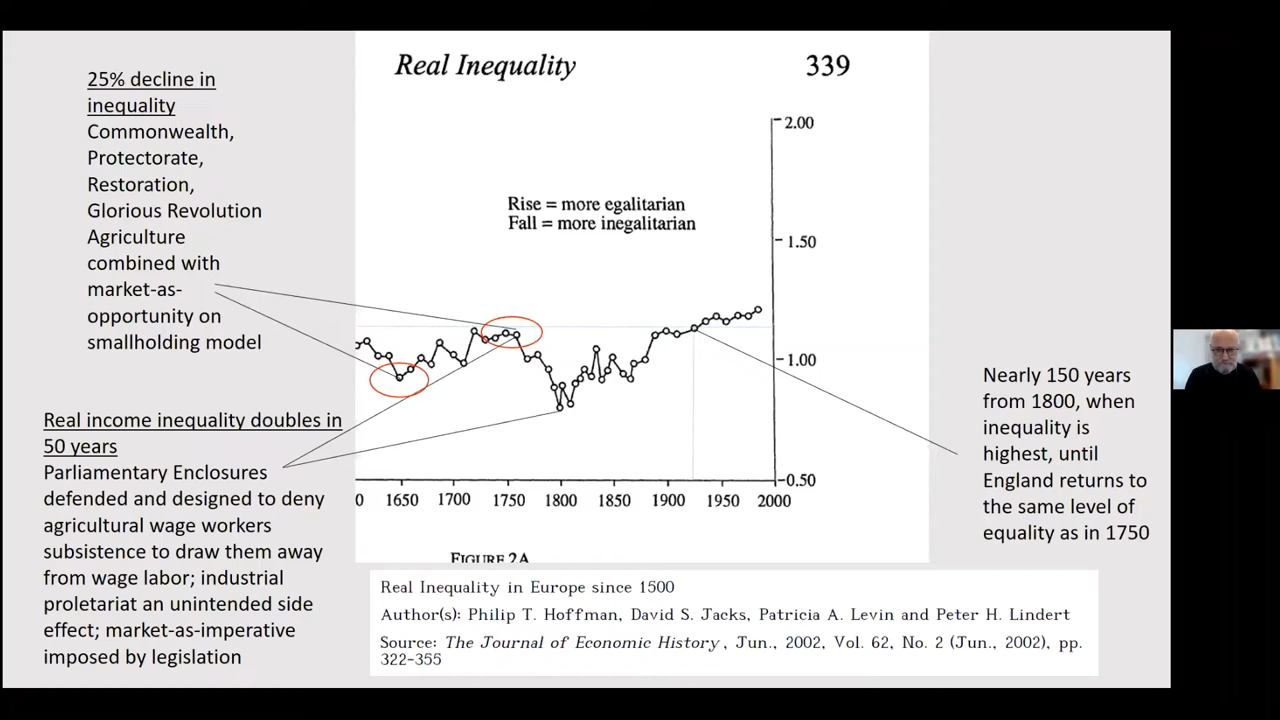 25% decline in
inequality
Commonwealth,
Protectorate,
Restoration,
Glorious Revolution
Agriculture
combined with
market-as-
opportunity on
smallholding model
Real income inequality doubles in
50 years
Parliamentary Enclosures
defended and designed to deny
agricultural wage workers
subsistence to draw them away
from wage labor; industrial
proletariat an unintended side
effect; market-as-imperative
imposed by legislation
Real Inequality 339
2.00
Rise = more egalitarian
Fall = more inegalitarian
1.50
1.00
0.50
0 1650 1700 1750 1800 1850 1900 1950 2000
FIGURE 2A
Nearly 150 years
from 1800, when
inequality is
highest, until
England returns to
the same level of
equality as in 1750
Real Inequality in Europe since 1500
Author(s): Philip T. Hoffman, David S. Jacks, Patricia A. Levin and Peter H. Lindert
Source: The Journal of Economic History, Jun., 2002, Vol. 62, No. 2 (Jun., 2002), pp.
322-355